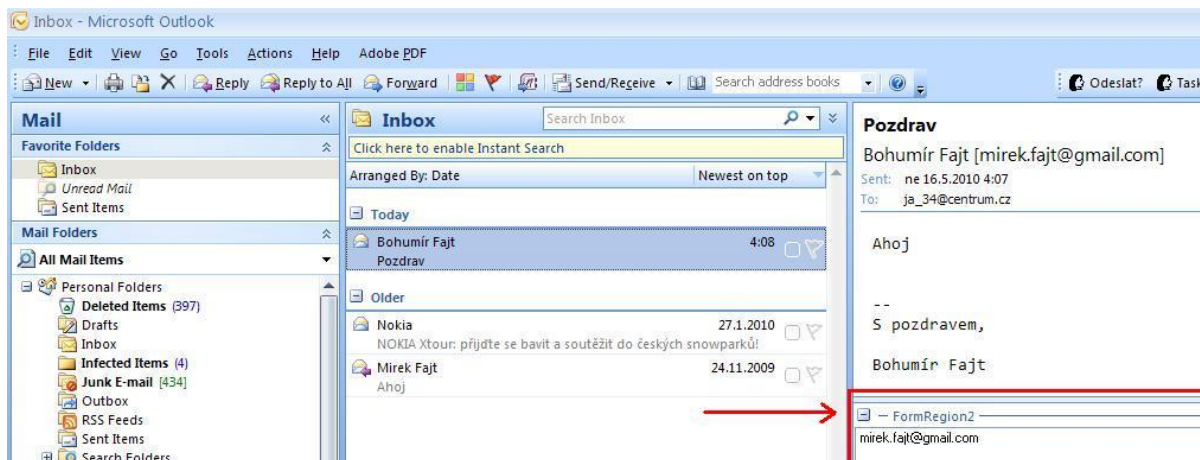 Inbox - Microsoft Outlook
File Edit View Go Tools Actions Help Adobe PDF
New Reply Reply to All Forward Send/Receive Search address books Odeslat? Task
Mail
Favorite Folders
Inbox
Unread Mail
Sent Items
Mail Folders
All Mail Items
Personal Folders
Deleted Items (397)
Drafts
Inbox
Infected Items (4)
Junk E-mail [434]
Outbox
RSS Feeds
Sent Items
Search Folders
Inbox Search Inbox
Click here to enable Instant Search
Arranged By: Date Newest on top
Today
Bohumír Fajt 4:08
Pozdrav
Older
Nokia 27.1.2010
NOKIA Xtour: přijďte se bavit a soutěžit do českých snowparků!
Mirek Fajt 24.11.2009
Ahoj
Pozdrav
Bohumír Fajt [mirek.fajt@gmail.com]
Sent: ne 16.5.2010 4:07
To: ja_34@centrum.cz
Ahoj
--
S pozdravem,
Bohumír Fajt
FormRegion2
mirek.fajt@gmail.com